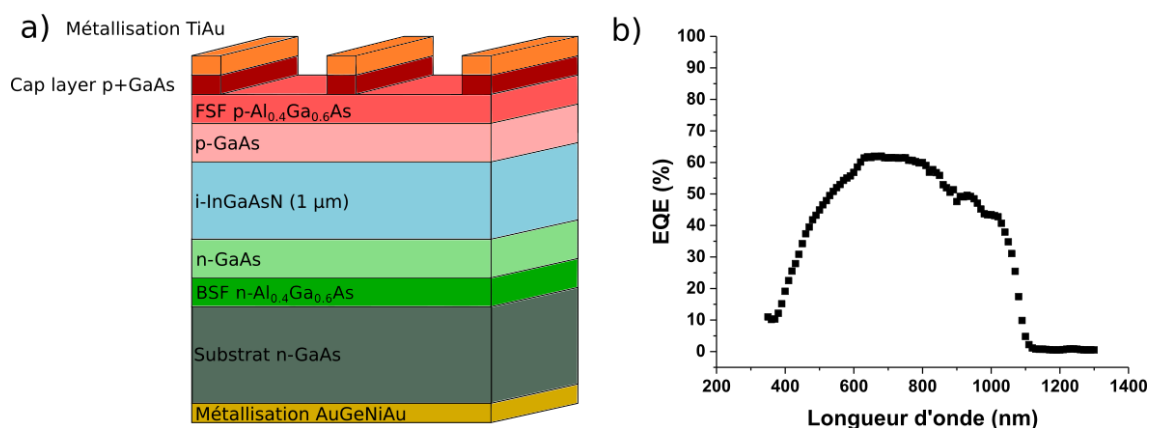 a)
Métallisation TiAu
Cap layer p+GaAs
FSF p-Al0.4Ga0.6As
p-GaAs
i-InGaAsN (1 µm)
n-GaAs
BSF n-Al0.4Ga0.6As
Substrat n-GaAs
Métallisation AuGeNiAu
b)
EQE (%)
100
90
80
70
60
50
40
30
20
10
0
200 400 600 800 1000 1200 1400
Longueur d'onde (nm)